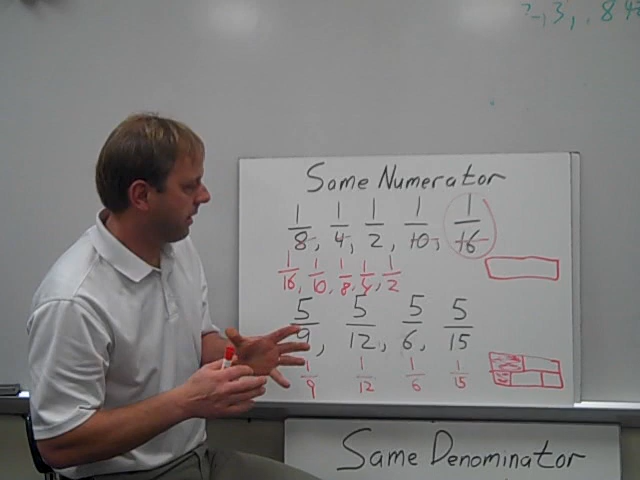 Same Numerator
1/8, 1/4, 1/2, 1/10, 1/16
1/16, 1/10, 1/8, 1/4, 1/2
5/9, 5/12, 5/6, 5/15
1/9 1/12 1/6 1/15
Same Denominator